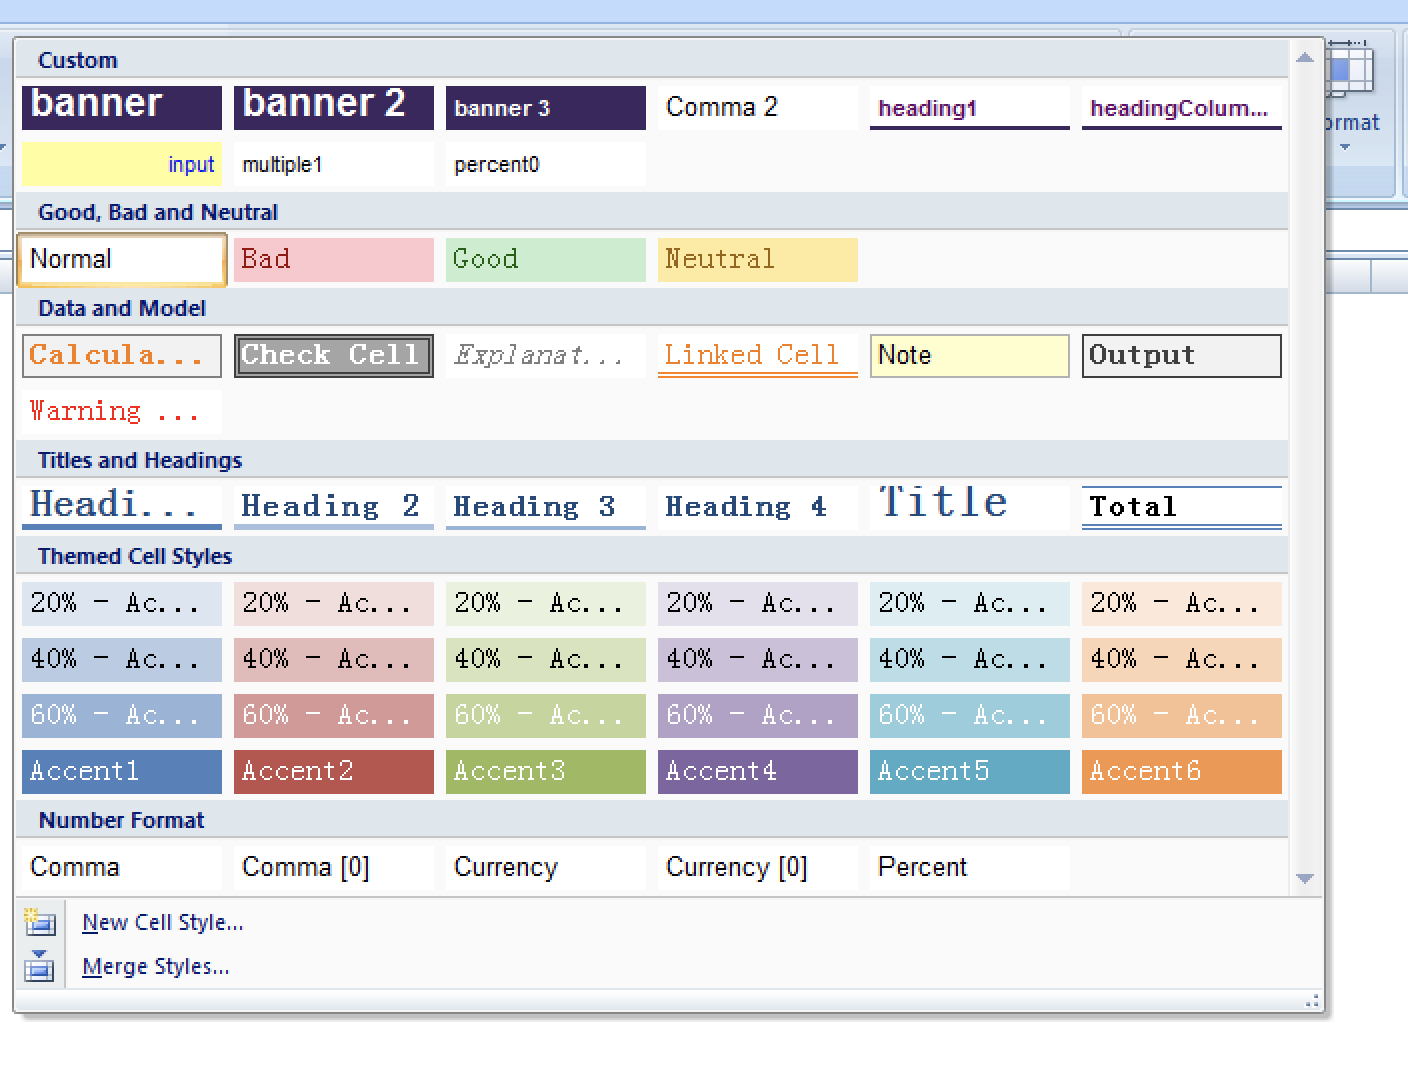 Custom
banner banner 2 banner 3 Comma 2 heading1 headingColum...
input multiple1 percent0
Good, Bad and Neutral
Normal Bad Good Neutral
Data and Model
Calcula... Check Cell Explanat... Linked Cell Note Output
Warning ...
Titles and Headings
Headi... Heading 2 Heading 3 Heading 4 Title Total
Themed Cell Styles
20% - Ac... 20% - Ac... 20% - Ac... 20% - Ac... 20% - Ac... 20% - Ac...
40% - Ac... 40% - Ac... 40% - Ac... 40% - Ac... 40% - Ac... 40% - Ac...
60% - Ac... 60% - Ac... 60% - Ac... 60% - Ac... 60% - Ac... 60% - Ac...
Accent1 Accent2 Accent3 Accent4 Accent5 Accent6
Number Format
Comma Comma [0] Currency Currency [0] Percent
New Cell Style...
Merge Styles...